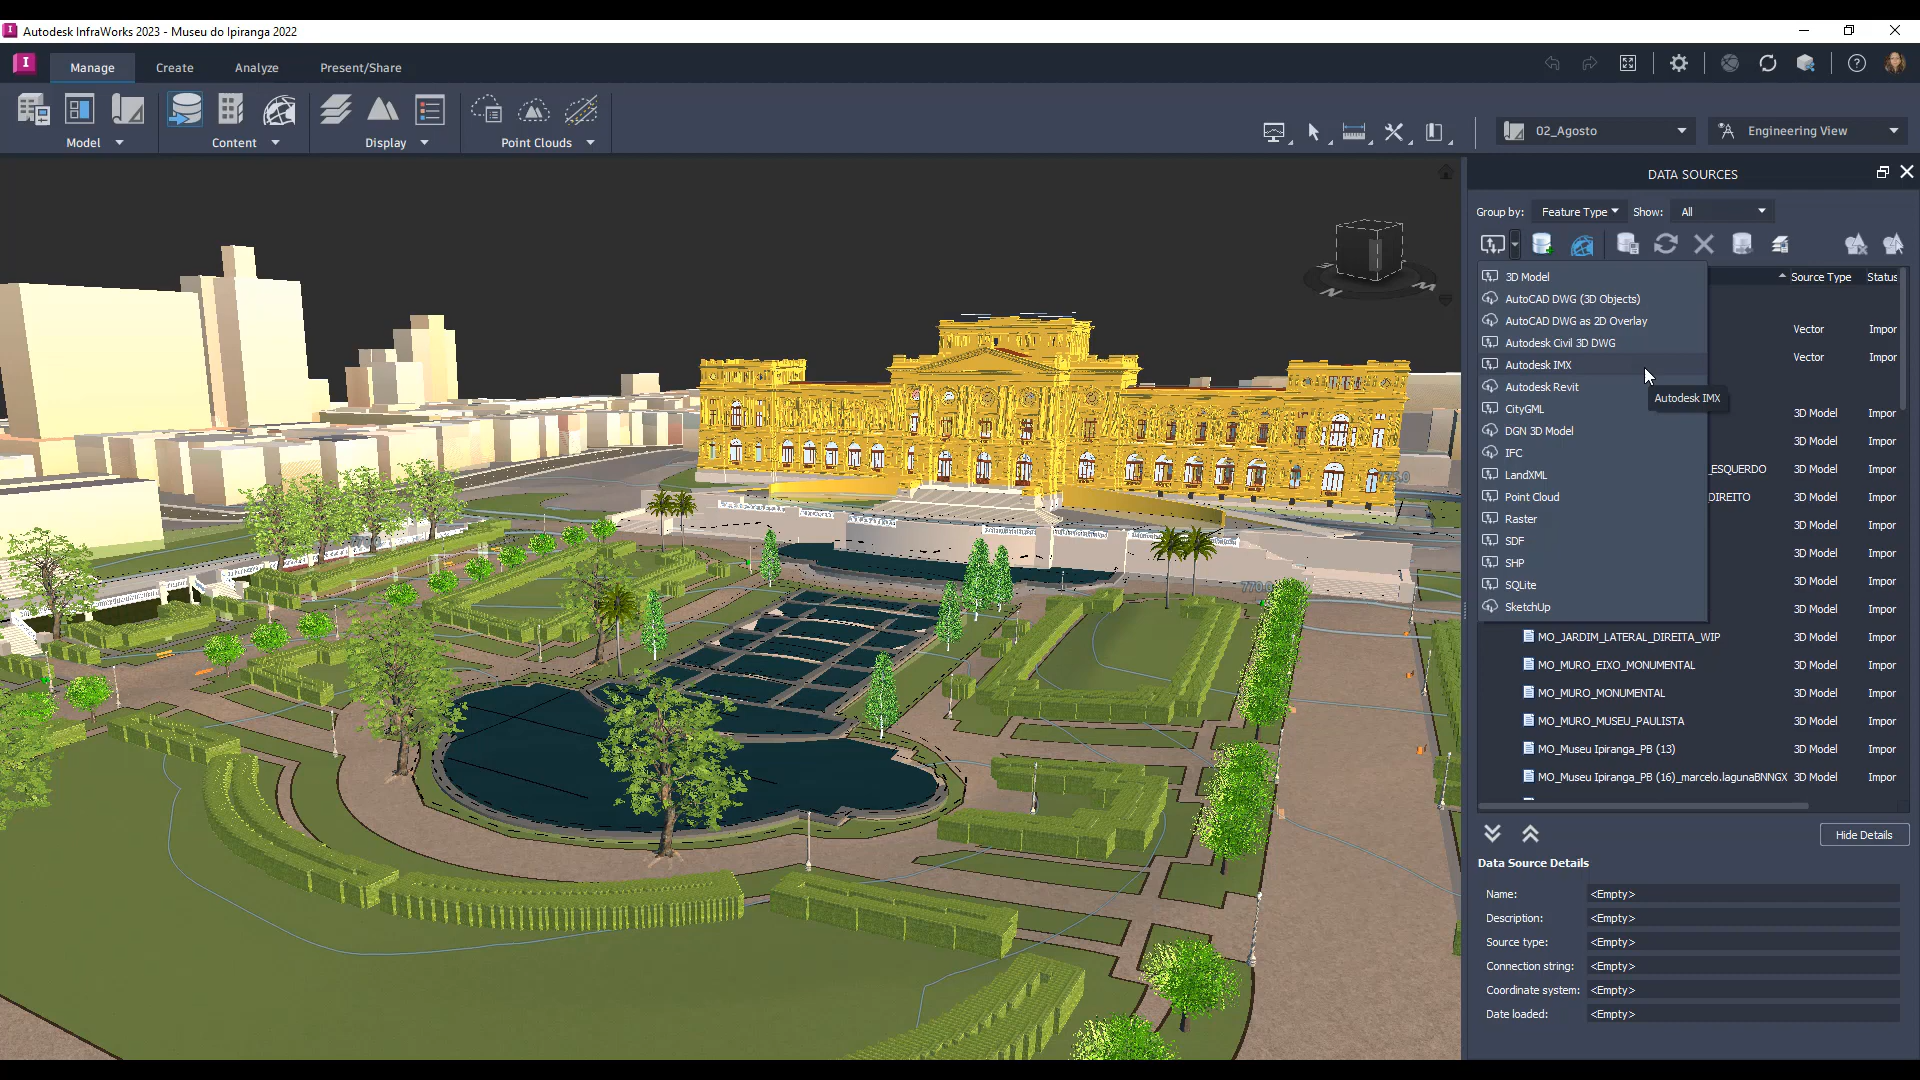 Autodesk InfraWorks 2023 - Museu do Ipiranga 2022
I Manage Create Analyze Present/Share
Model Content Display Point Clouds
02_Agosto Engineering View
DATA SOURCES
Group by: Feature Type Show: All
Source Type Status
3D Model
AutoCAD DWG (3D Objects)
AutoCAD DWG as 2D Overlay
Vector Impor
Autodesk Civil 3D DWG
Vector Impor
Autodesk IMX
Autodesk Revit
Autodesk IMX
CityGML
3D Model Impor
DGN 3D Model
3D Model Impor
IFC
_ESQUERDO 3D Model Impor
LandXML
Point Cloud
DIREITO 3D Model Impor
Raster
3D Model Impor
SDF
3D Model Impor
SHP
3D Model Impor
SQLite
SketchUp
3D Model Impor
MO_JARDIM_LATERAL_DIREITA_WIP 3D Model Impor
MO_MURO_EIXO_MONUMENTAL 3D Model Impor
MO_MURO_MONUMENTAL 3D Model Impor
MO_MURO_MUSEU_PAULISTA 3D Model Impor
MO_Museu Ipiranga_PB (13) 3D Model Impor
MO_Museu Ipiranga_PB (16)_marcelo.lagunaBNNGX 3D Model Impor
Hide Details
Data Source Details
Name: <Empty>
Description: <Empty>
Source type: <Empty>
Connection string: <Empty>
Coordinate system: <Empty>
Date loaded: <Empty>
770.0